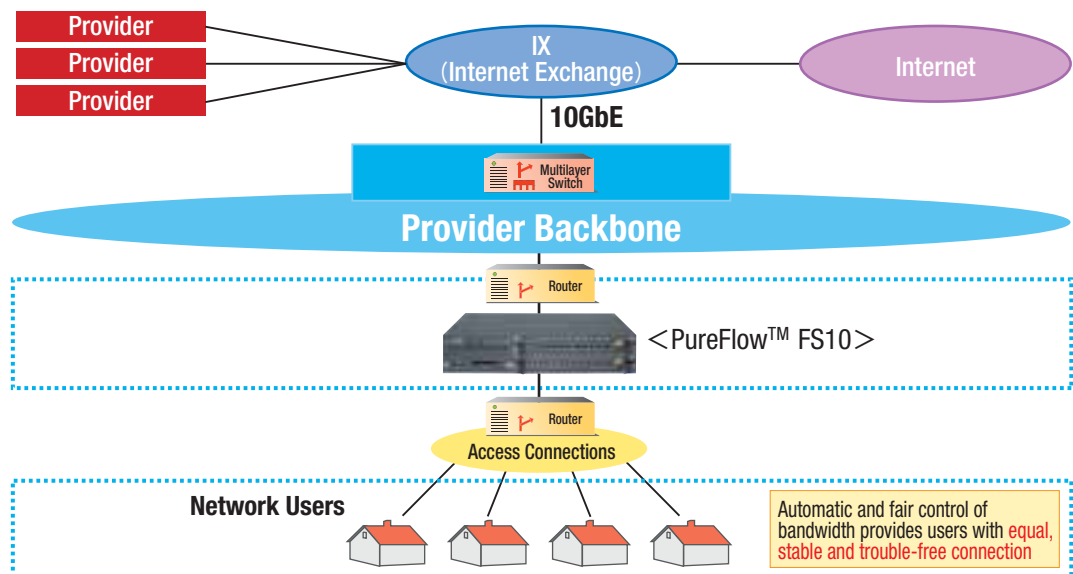 Provider
Provider
Provider
IX
(Internet Exchange)
Internet
10GbE
Multilayer
Switch
Provider Backbone
Router
<PureFlow™ FS10>
Router
Access Connections
Network Users
Automatic and fair control of
bandwidth provides users with equal,
stable and trouble-free connection